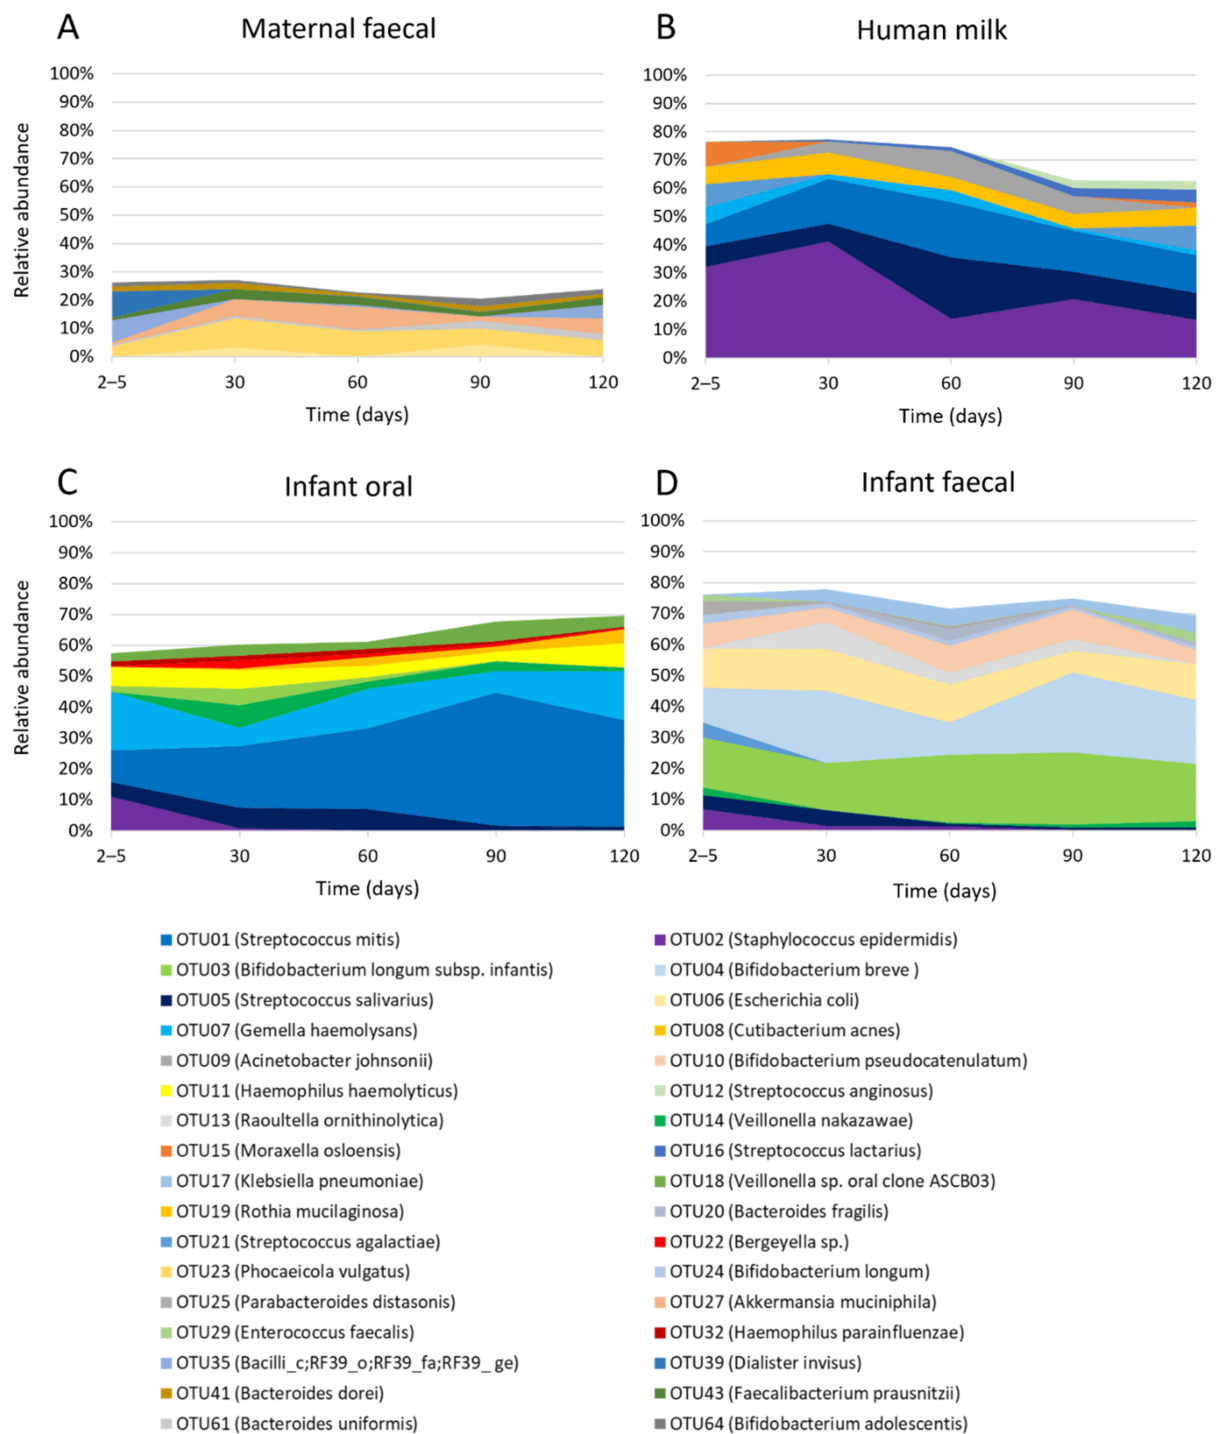 A
Maternal faecal
Relative abundance
100%
90%
80%
70%
60%
50%
40%
30%
20%
10%
0%
2–5 30 60 90 120
Time (days)
B
Human milk
100%
90%
80%
70%
60%
50%
40%
30%
20%
10%
0%
2–5 30 60 90 120
Time (days)
C
Infant oral
Relative abundance
100%
90%
80%
70%
60%
50%
40%
30%
20%
10%
0%
2–5 30 60 90 120
Time (days)
D
Infant faecal
100%
90%
80%
70%
60%
50%
40%
30%
20%
10%
0%
2–5 30 60 90 120
Time (days)
OTU01 (Streptococcus mitis)
OTU02 (Staphylococcus epidermidis)
OTU03 (Bifidobacterium longum subsp. infantis)
OTU04 (Bifidobacterium breve )
OTU05 (Streptococcus salivarius)
OTU06 (Escherichia coli)
OTU07 (Gemella haemolysans)
OTU08 (Cutibacterium acnes)
OTU09 (Acinetobacter johnsonii)
OTU10 (Bifidobacterium pseudocatenulatum)
OTU11 (Haemophilus haemolyticus)
OTU12 (Streptococcus anginosus)
OTU13 (Raoultella ornithinolytica)
OTU14 (Veillonella nakazawae)
OTU15 (Moraxella osloensis)
OTU16 (Streptococcus lactarius)
OTU17 (Klebsiella pneumoniae)
OTU18 (Veillonella sp. oral clone ASCB03)
OTU19 (Rothia mucilaginosa)
OTU20 (Bacteroides fragilis)
OTU21 (Streptococcus agalactiae)
OTU22 (Bergeyella sp.)
OTU23 (Phocaeicola vulgatus)
OTU24 (Bifidobacterium longum)
OTU25 (Parabacteroides distasonis)
OTU27 (Akkermansia muciniphila)
OTU29 (Enterococcus faecalis)
OTU32 (Haemophilus parainfluenzae)
OTU35 (Bacilli_c;RF39_o;RF39_fa;RF39_ ge)
OTU39 (Dialister invisus)
OTU41 (Bacteroides dorei)
OTU43 (Faecalibacterium prausnitzii)
OTU61 (Bacteroides uniformis)
OTU64 (Bifidobacterium adolescentis)